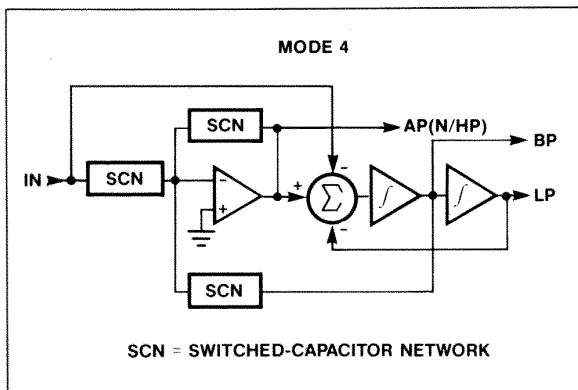 MODE 4
SCN
AP(N/HP)
BP
IN
SCN
-
+
+
-
Σ
-
∫
∫
LP
SCN
SCN = SWITCHED-CAPACITOR NETWORK